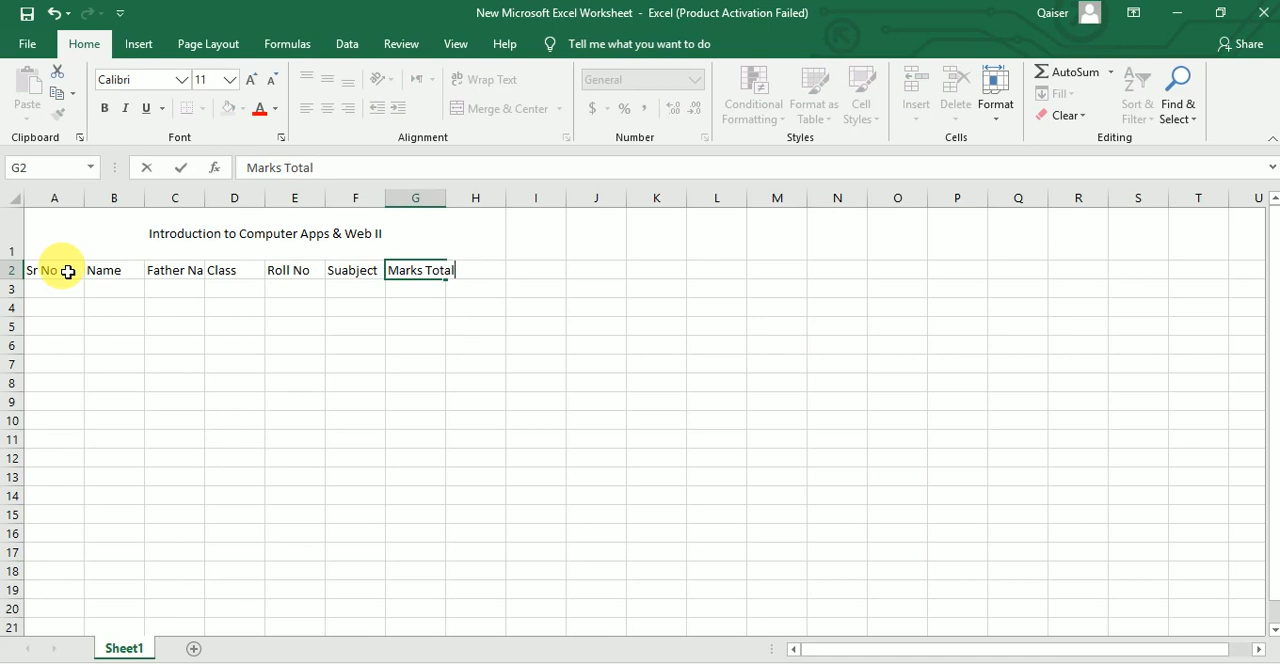 New Microsoft Excel Worksheet - Excel (Product Activation Failed)
Qaiser
File Home Insert Page Layout Formulas Data Review View Help Tell me what you want to do Share
Paste
Clipboard
Calibri 11
B I U
Font
Wrap Text
Merge & Center
Alignment
General
$ % ,
Number
Conditional Formatting
Format as Table
Cell Styles
Styles
Insert
Delete
Format
Cells
AutoSum
Fill
Clear
Sort & Filter
Find & Select
Editing
G2 fx Marks Total
A B C D E F G H I J K L M N O P Q R S T U
1 Introduction to Computer Apps & Web II
2 Sr No Name Father Na Class Roll No Suabject Marks Total
3
4
5
6
7
8
9
10
11
12
13
14
15
16
17
18
19
20
21
Sheet1